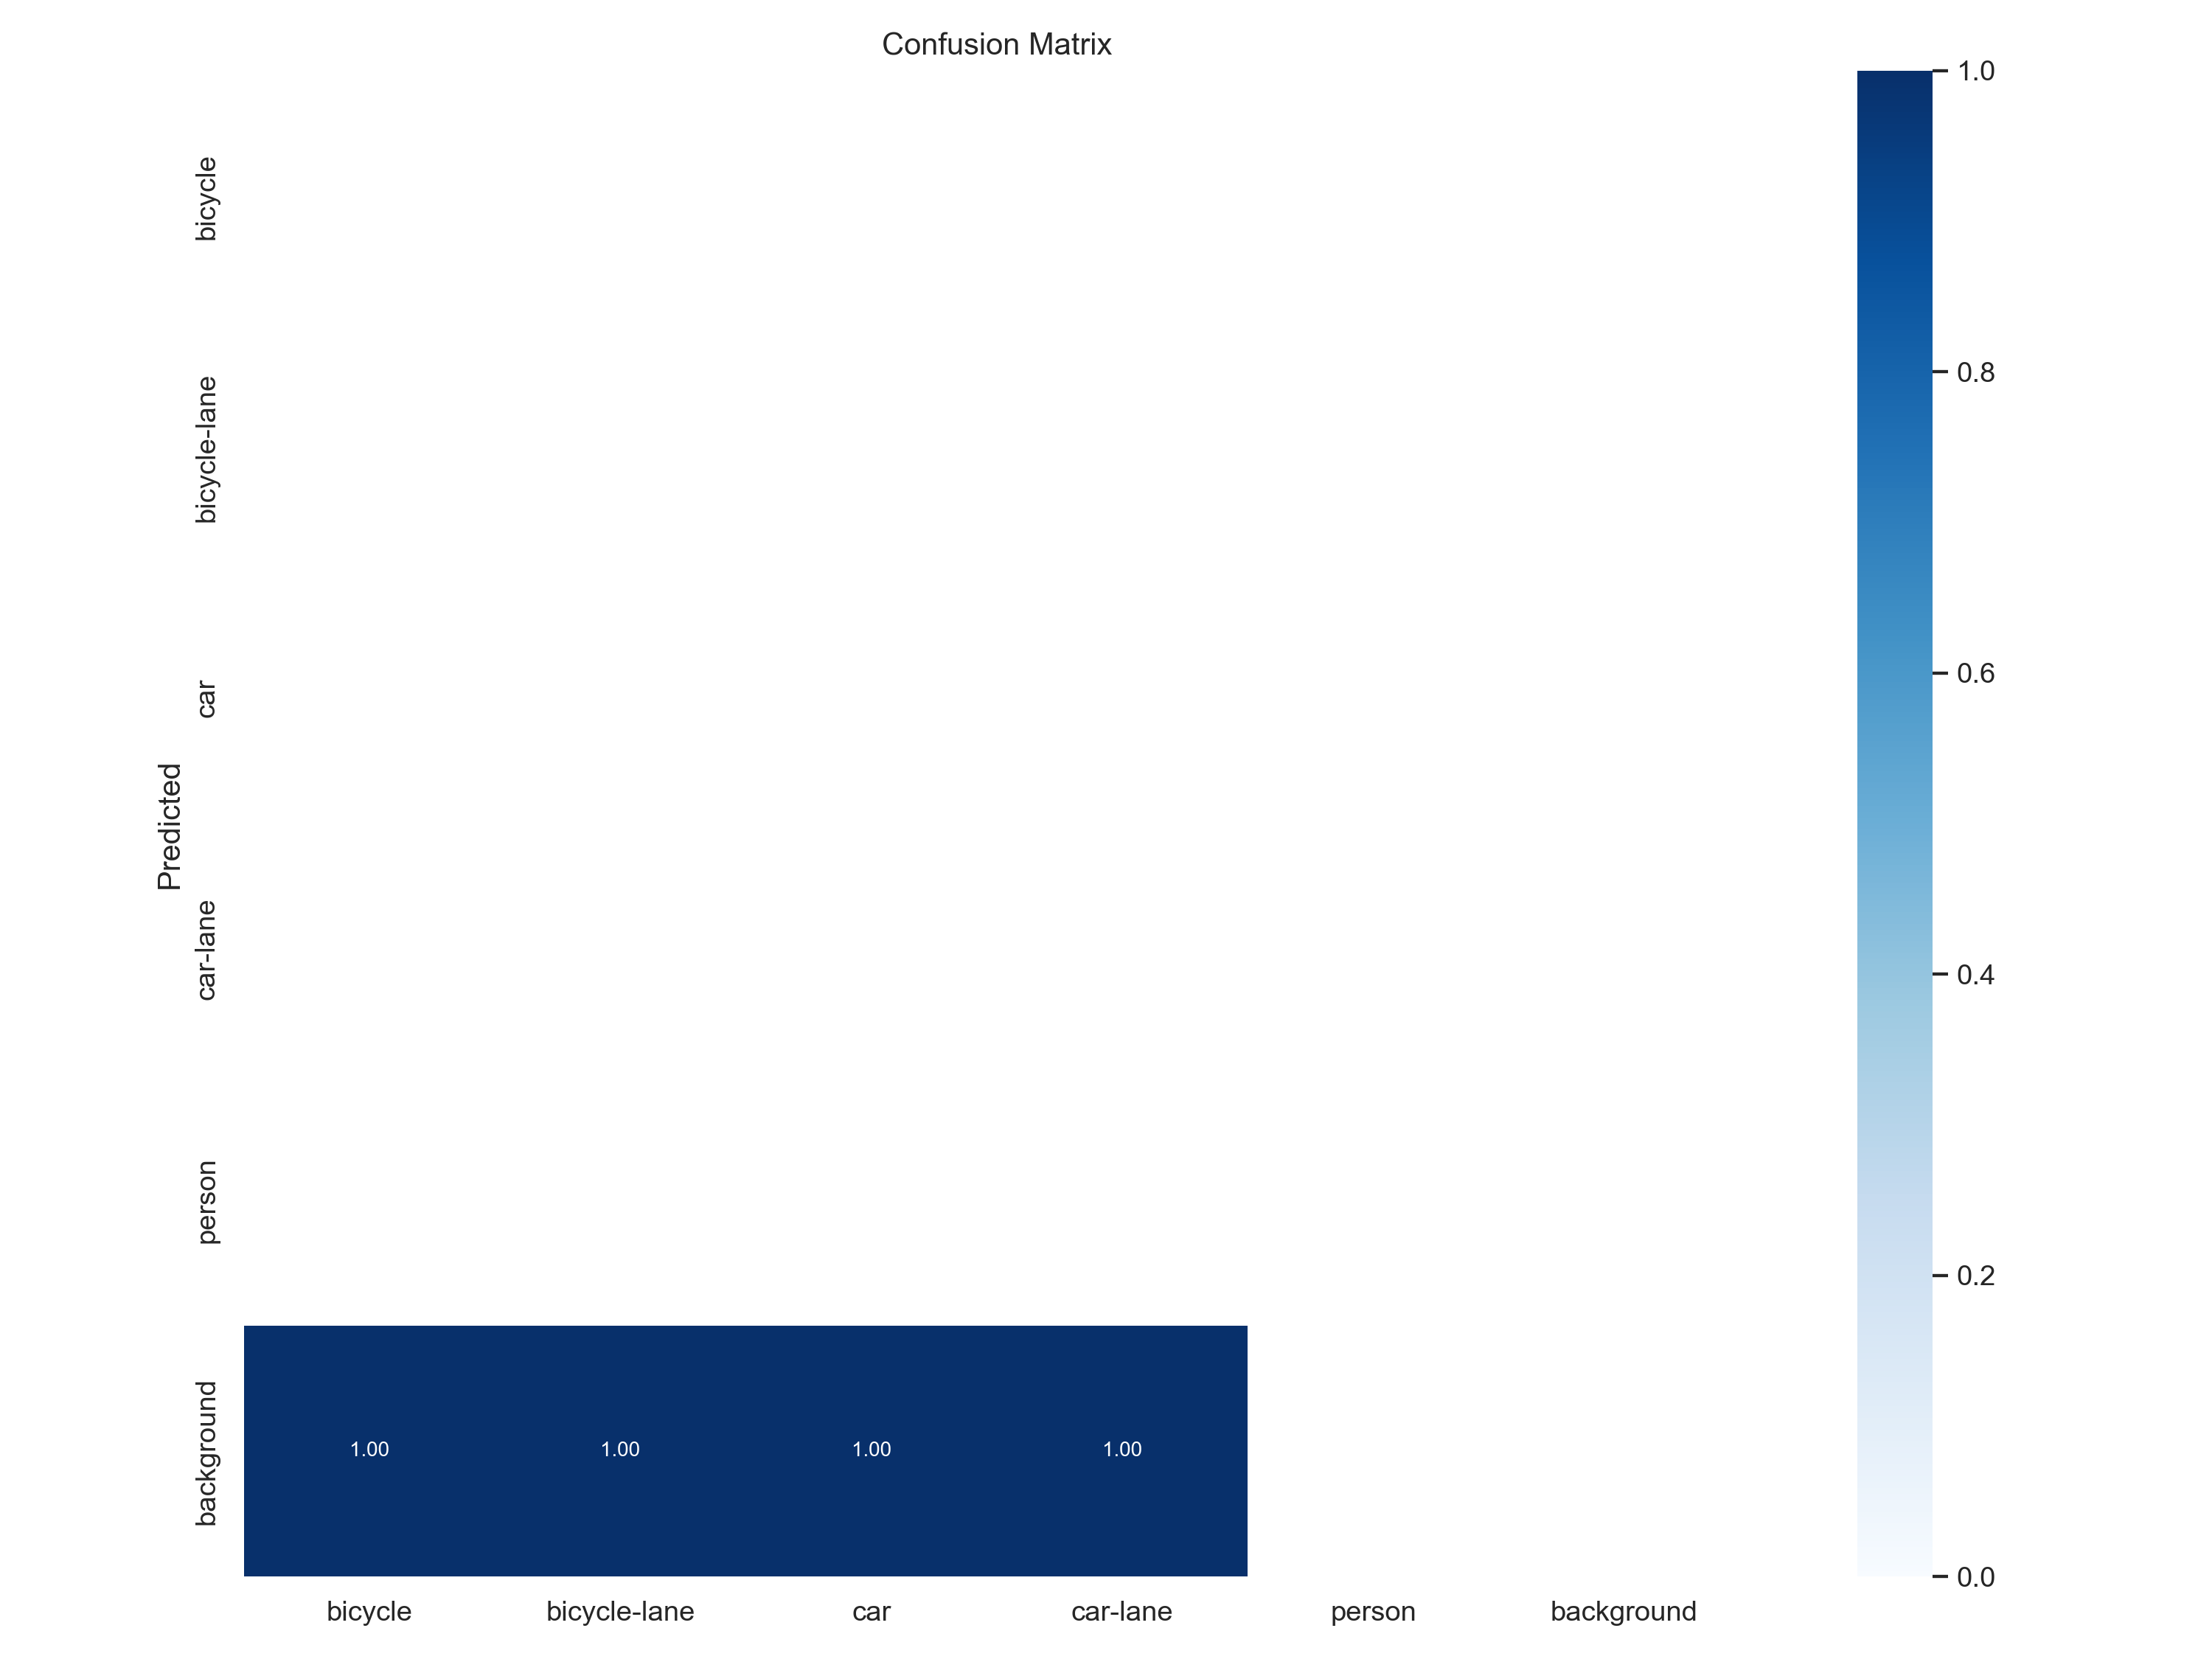 Confusion Matrix
1.0
bicycle
0.8
bicycle-lane
0.6
car
Predicted
0.4
car-lane
0.2
person
background
1.00 1.00 1.00 1.00
0.0
bicycle bicycle-lane car car-lane person background